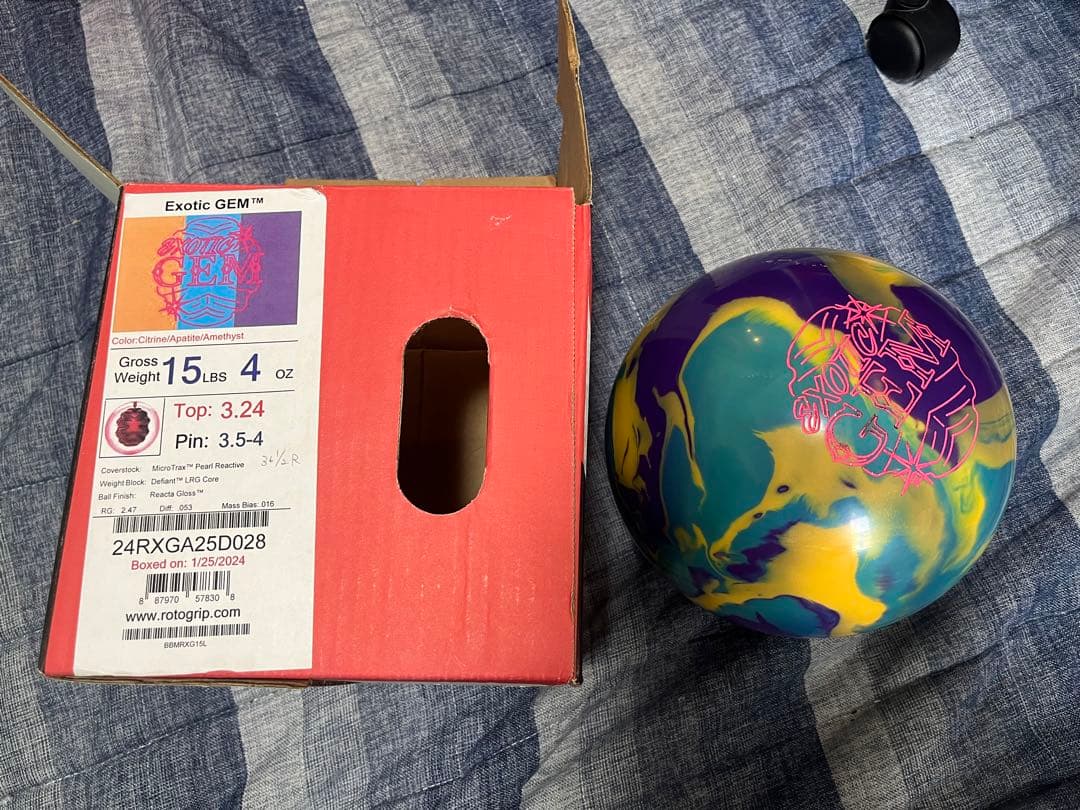 Exotic GEM™
EXOTIC
GEM
Color:Citrine/Apatite/Amethyst
Gross Weight 15 LBS 4 OZ
Top: 3.24
Pin: 3.5-4
Coverstock: MicroTrax™ Pearl Reactive
Weight Block: Defiant™ LRG Core
Ball Finish: Reacta Gloss™
RG: 2.47 Diff: .053 Mass Bias: .016
24RXGA25D028
Boxed on: 1/25/2024
8 87970 57830 8
www.rotogrip.com
BBMRXG15L
EXOTIC
GEM